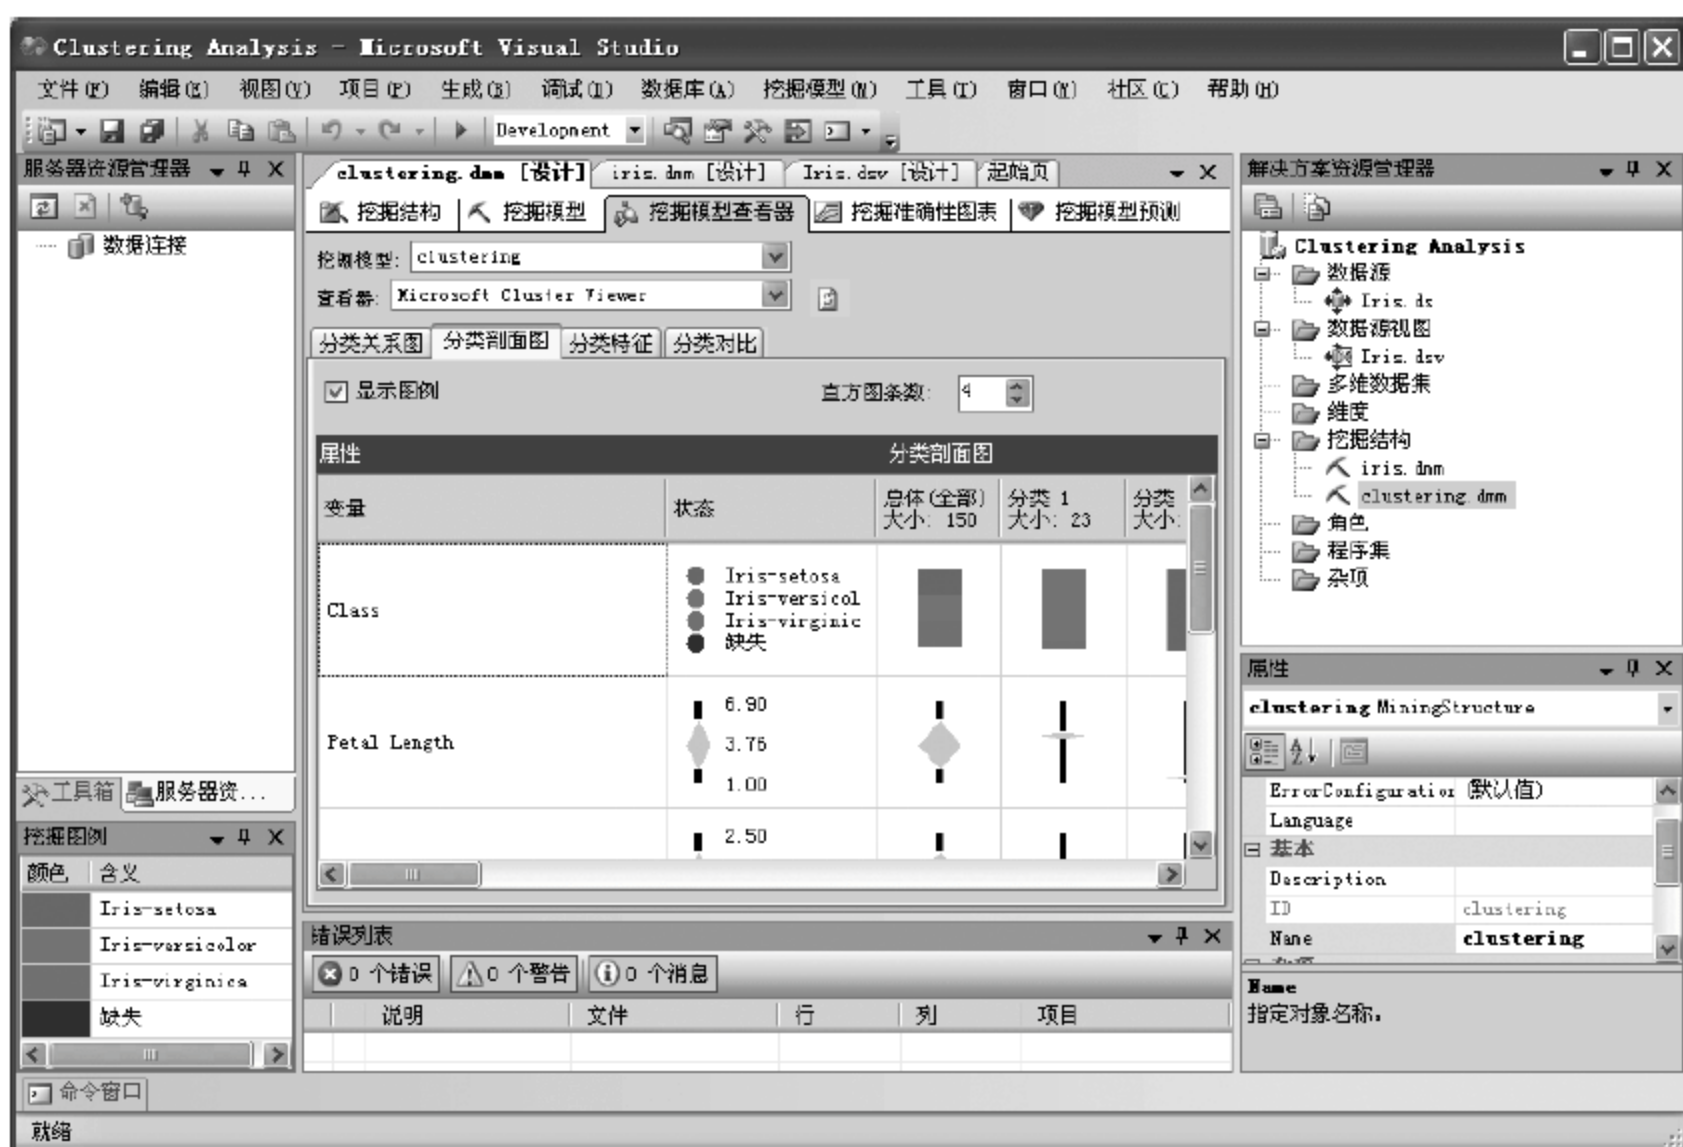 Clustering Analysis - Microsoft Visual Studio
文件(F) 编辑(E) 视图(V) 项目(P) 生成(B) 调试(D) 数据库(A) 挖掘模型(N) 工具(T) 窗口(W) 社区(C) 帮助(H)
Development
服务器资源管理器
数据连接
工具箱 服务器资...
挖掘图例
颜色 含义
Iris-setosa
Iris-versicolor
Iris-virginica
缺失
clustering.dmm [设计] iris.dmm [设计] Iris.dsv [设计] 起始页
挖掘结构 挖掘模型 挖掘模型查看器 挖掘准确性图表 挖掘模型预测
挖掘模型: clustering
查看器: Microsoft Cluster Viewer
分类关系图 分类剖面图 分类特征 分类对比
显示图例 直方图条数: 4
属性 分类剖面图
变量 状态 总体(全部) 分类 1 分类
大小: 150 大小: 23 大小:
Class
Iris-setosa
Iris-versicol
Iris-virginic
缺失
Petal Length
6.90
3.76
1.00
2.50
错误列表
0 个错误 0 个警告 0 个消息
说明 文件 行 列 项目
解决方案资源管理器
Clustering Analysis
数据源
Iris.ds
数据源视图
Iris.dsv
多维数据集
维度
挖掘结构
iris.dmm
clustering.dmm
角色
程序集
杂项
属性
clustering MiningStructure
ErrorConfiguration (默认值)
Language
基本
Description
ID clustering
Name clustering
Name
指定对象名称。
命令窗口
就绪